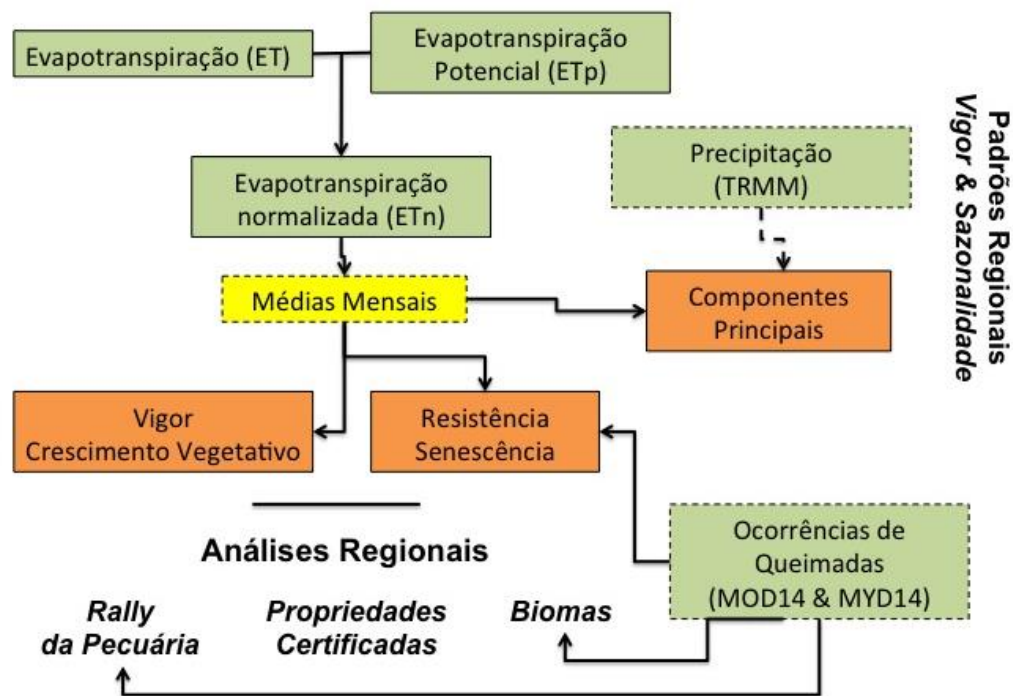 Evapotranspiração (ET)
Evapotranspiração
Potencial (ETp)
Padrões Regionais
Vigor & Sazonalidade
Evapotranspiração
normalizada (ETn)
Precipitação
(TRMM)
Médias Mensais
Componentes
Principais
Vigor
Crescimento Vegetativo
Resistência
Senescência
Análises Regionais
Ocorrências de
Queimadas
(MOD14 & MYD14)
Rally
da Pecuária
Propriedades
Certificadas
Biomas